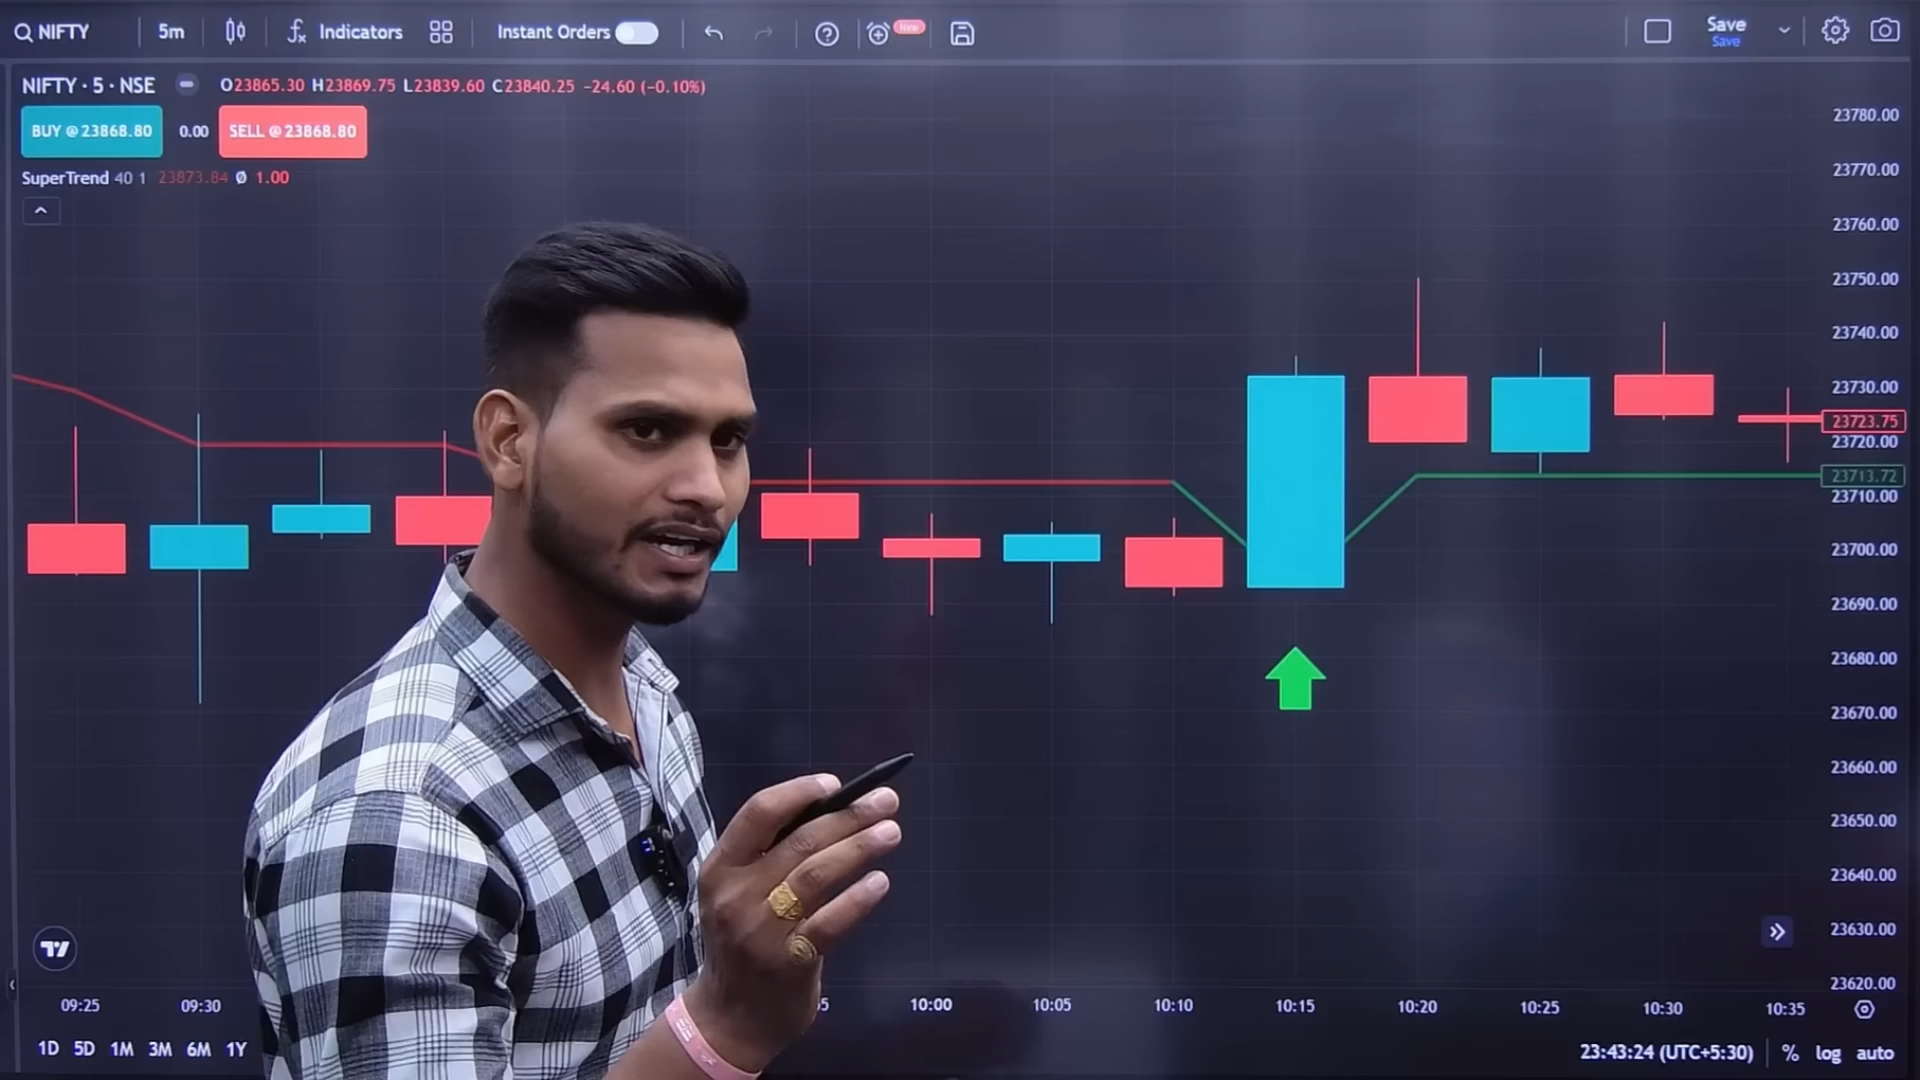 NIFTY 5m Indicators Instant Orders New Save
Save
NIFTY · 5 · NSE O23865.30 H23869.75 L23839.60 C23840.25 −24.60 (−0.10%)
BUY @ 23868.80 0.00 SELL @ 23868.80
SuperTrend 40 1 23873.84 Ø 1.00
23780.00
23770.00
23760.00
23750.00
23740.00
23730.00
23723.75
23720.00
23713.72
23710.00
23700.00
23690.00
23680.00
23670.00
23660.00
23650.00
23640.00
23630.00
23620.00
09:25 09:30 10:00 10:05 10:10 10:15 10:20 10:25 10:30 10:35
1D 5D 1M 3M 6M 1Y 23:43:24 (UTC+5:30) % log auto